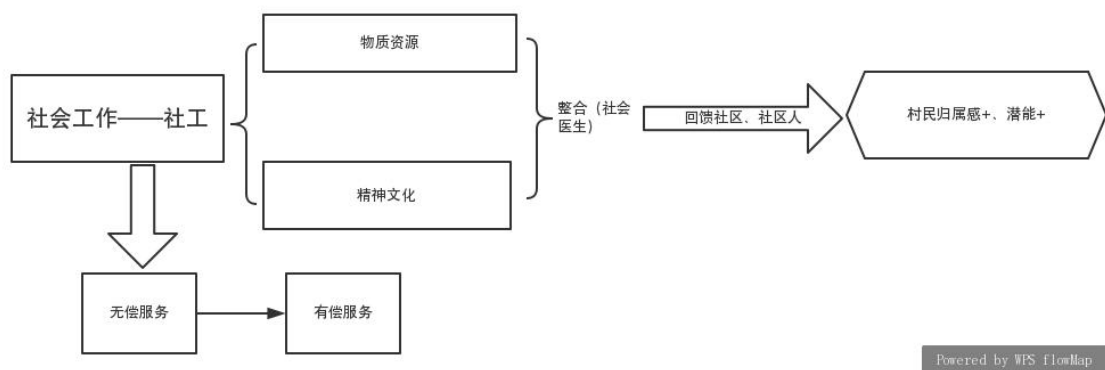 物质资源
社会工作——社工
整合（社会
医生）
回馈社区、社区人
村民归属感+、潜能+
精神文化
无偿服务
有偿服务
Powered by WPS flowMap